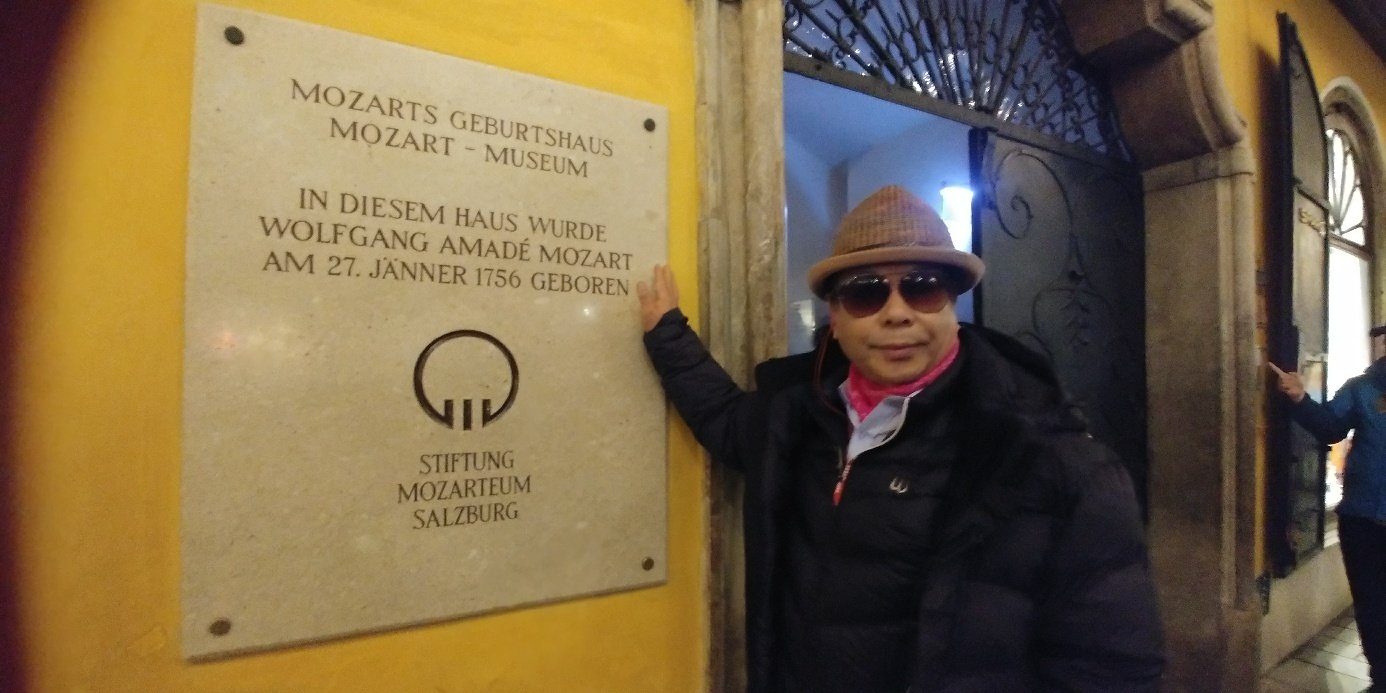 MOZARTS GEBURTSHAUS
MOZART - MUSEUM
IN DIESEM HAUS WURDE
WOLFGANG AMADÉ MOZART
AM 27. JÄNNER 1756 GEBOREN
STIFTUNG
MOZARTEUM
SALZBURG